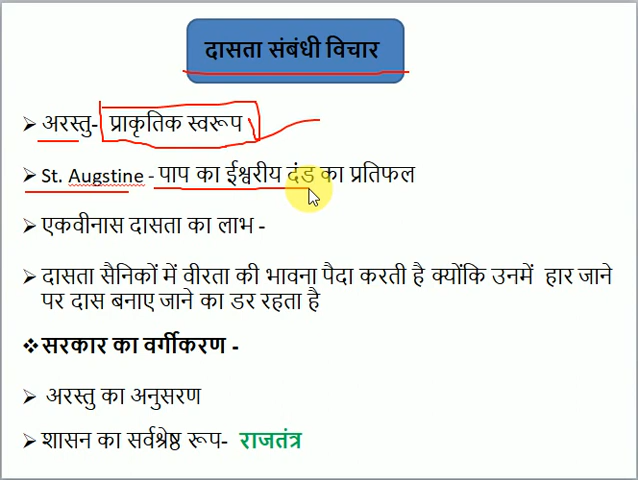 दासता संबंधी विचार
➢ अरस्तु- प्राकृतिक स्वरूप
➢ St. Augstine - पाप का ईश्वरीय दंड का प्रतिफल
➢ एकवीनास दासता का लाभ -
➢ दासता सैनिकों में वीरता की भावना पैदा करती है क्योंकि उनमें हार जाने
पर दास बनाए जाने का डर रहता है
❖ सरकार का वर्गीकरण -
➢ अरस्तु का अनुसरण
➢ शासन का सर्वश्रेष्ठ रूप- राजतंत्र